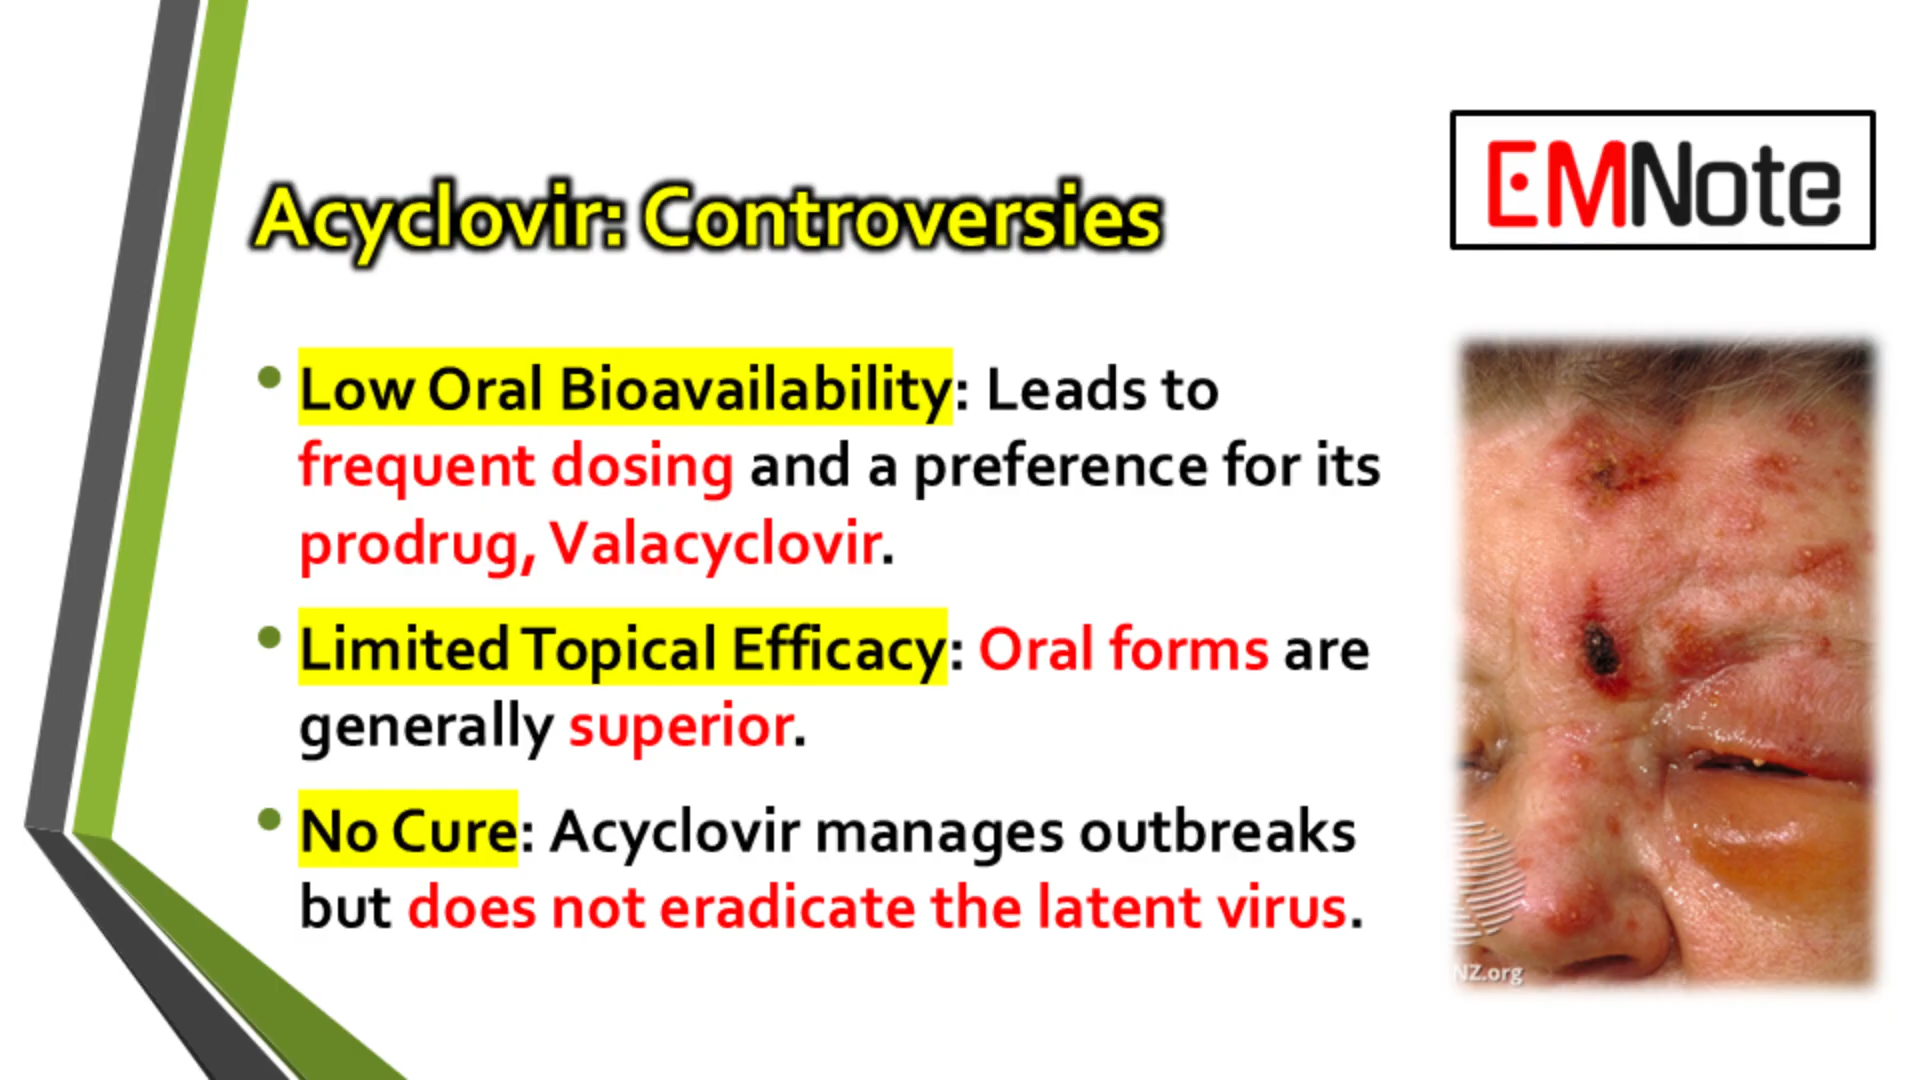 EMNote
Acyclovir: Controversies
• Low Oral Bioavailability: Leads to
frequent dosing and a preference for its
prodrug, Valacyclovir.
• Limited Topical Efficacy: Oral forms are
generally superior.
• No Cure: Acyclovir manages outbreaks
but does not eradicate the latent virus.
NZ.org